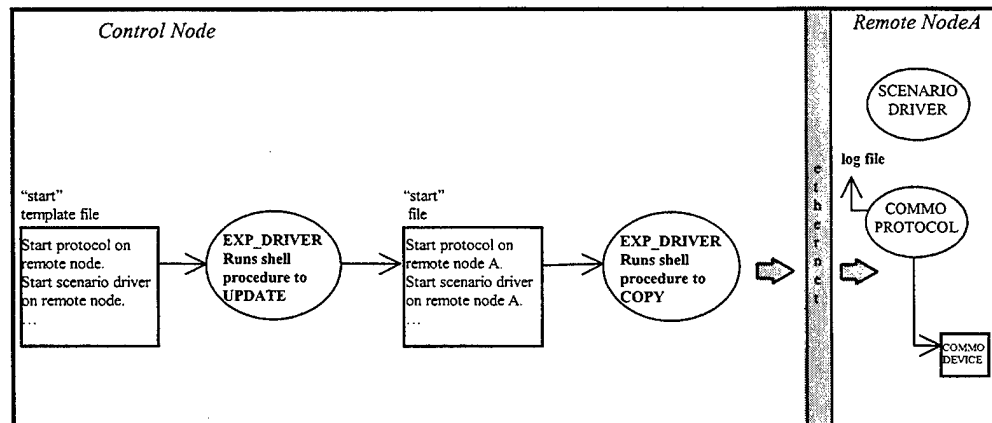 Control Node
"start"
template file
Start protocol on
remote node.
Start scenario driver
on remote node.
...
EXP_DRIVER
Runs shell
procedure to
UPDATE
"start"
file
Start protocol on
remote node A.
Start scenario driver
on remote node A.
...
EXP_DRIVER
Runs shell
procedure to
COPY
ethernet
Remote NodeA
SCENARIO
DRIVER
log file
COMMO
PROTOCOL
COMMO
DEVICE